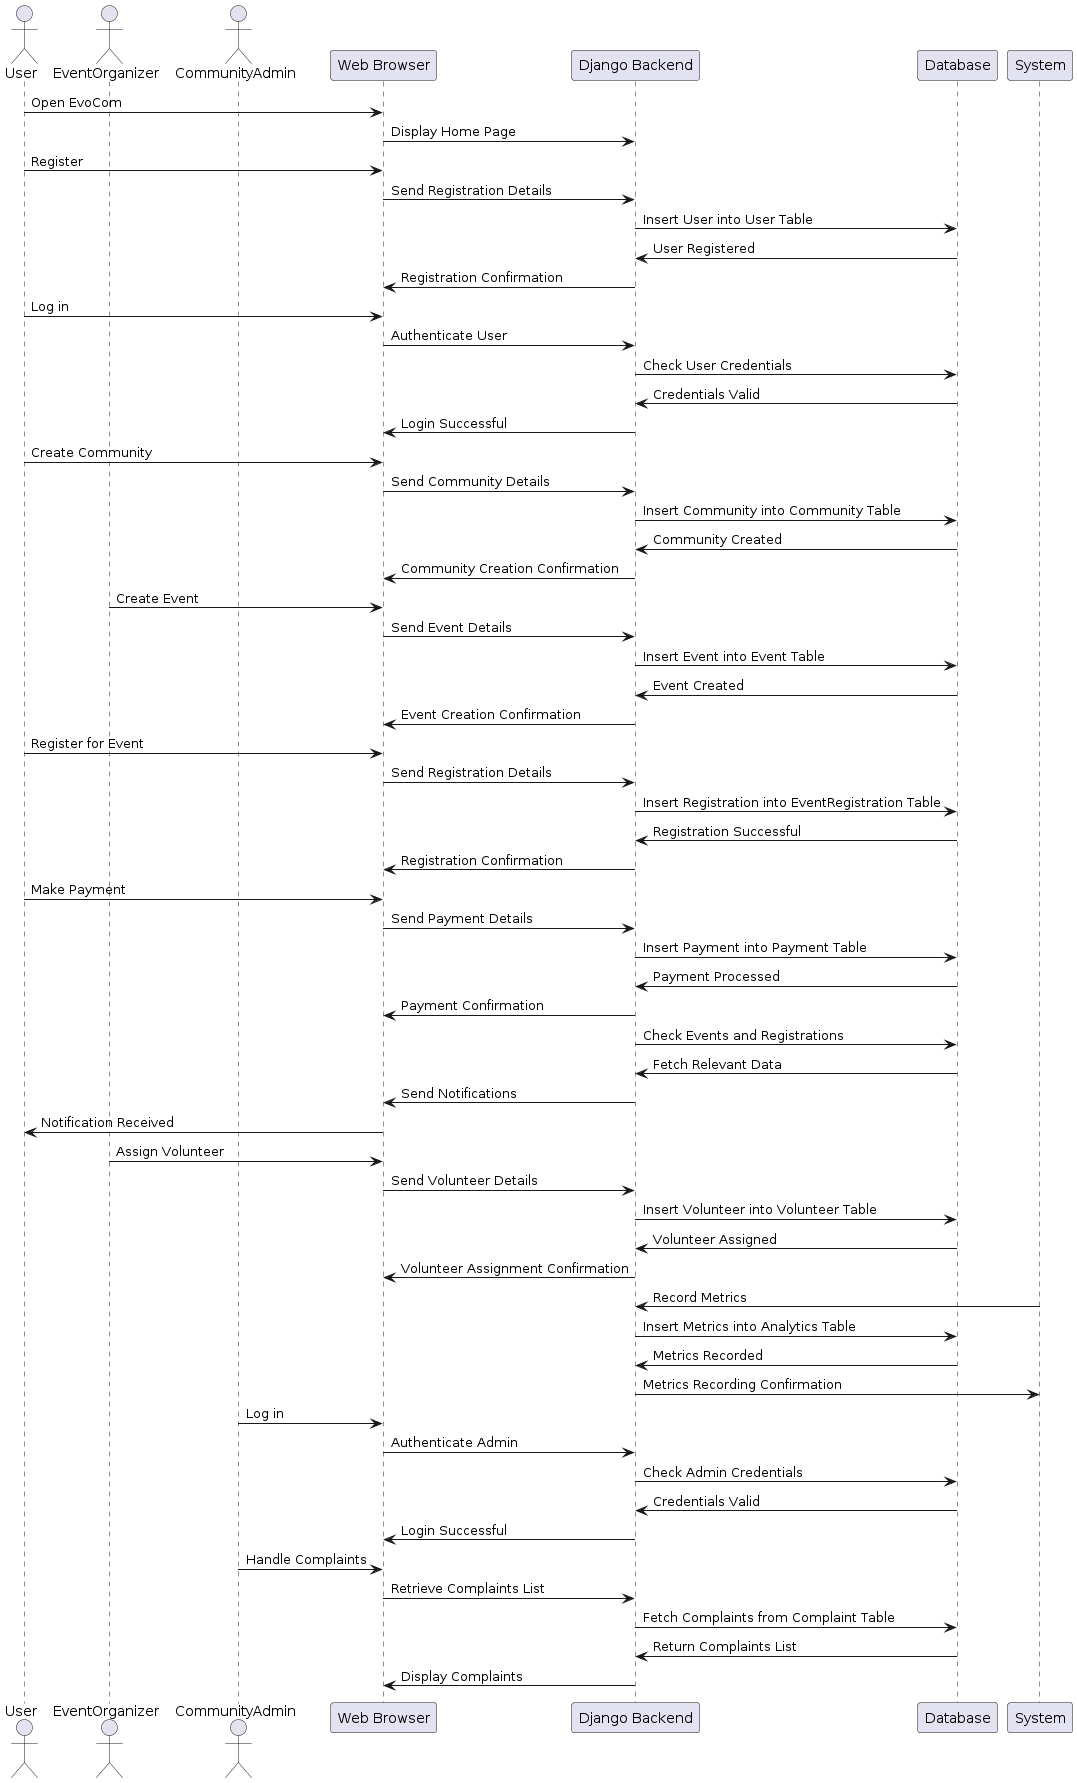 User
EventOrganizer
CommunityAdmin
Web Browser
Django Backend
Database
System
Open EvoCom
Display Home Page
Register
Send Registration Details
Insert User into User Table
User Registered
Registration Confirmation
Log in
Authenticate User
Check User Credentials
Credentials Valid
Login Successful
Create Community
Send Community Details
Insert Community into Community Table
Community Created
Community Creation Confirmation
Create Event
Send Event Details
Insert Event into Event Table
Event Created
Event Creation Confirmation
Register for Event
Send Registration Details
Insert Registration into EventRegistration Table
Registration Successful
Registration Confirmation
Make Payment
Send Payment Details
Insert Payment into Payment Table
Payment Processed
Payment Confirmation
Check Events and Registrations
Fetch Relevant Data
Send Notifications
Notification Received
Assign Volunteer
Send Volunteer Details
Insert Volunteer into Volunteer Table
Volunteer Assigned
Volunteer Assignment Confirmation
Record Metrics
Insert Metrics into Analytics Table
Metrics Recorded
Metrics Recording Confirmation
Log in
Authenticate Admin
Check Admin Credentials
Credentials Valid
Login Successful
Handle Complaints
Retrieve Complaints List
Fetch Complaints from Complaint Table
Return Complaints List
Display Complaints
User
EventOrganizer
CommunityAdmin
Web Browser
Django Backend
Database
System